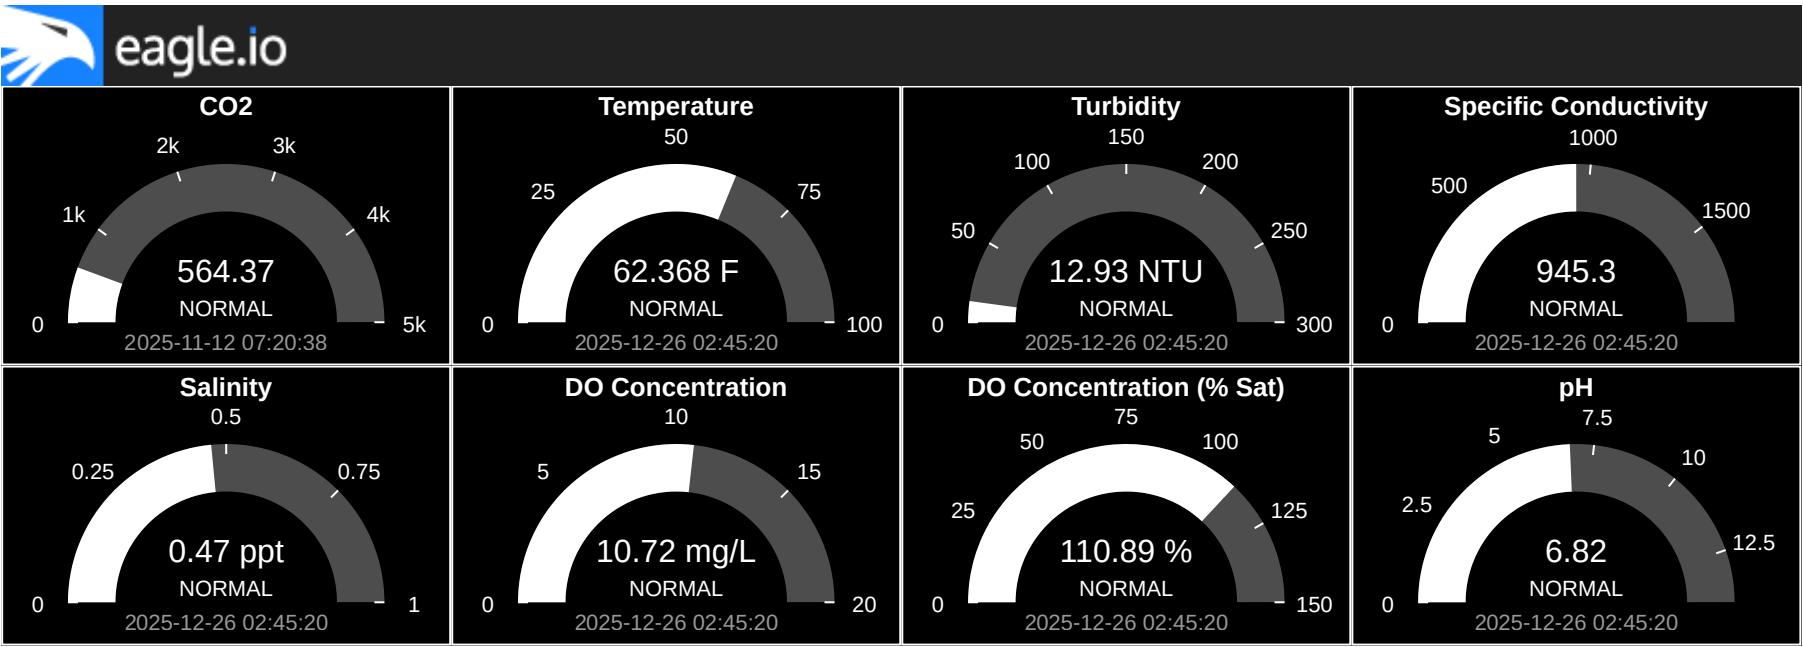 eagle.io
CO2
0
1k
2k
3k
4k
5k
564.37
NORMAL
2025-11-12 07:20:38
Temperature
0
25
50
75
100
62.368 F
NORMAL
2025-12-26 02:45:20
Turbidity
0
50
100
150
200
250
300
12.93 NTU
NORMAL
2025-12-26 02:45:20
Specific Conductivity
0
500
1000
1500
945.3
NORMAL
2025-12-26 02:45:20
Salinity
0
0.25
0.5
0.75
1
0.47 ppt
NORMAL
2025-12-26 02:45:20
DO Concentration
0
5
10
15
20
10.72 mg/L
NORMAL
2025-12-26 02:45:20
DO Concentration (% Sat)
0
25
50
75
100
125
150
110.89 %
NORMAL
2025-12-26 02:45:20
pH
0
2.5
5
7.5
10
12.5
6.82
NORMAL
2025-12-26 02:45:20